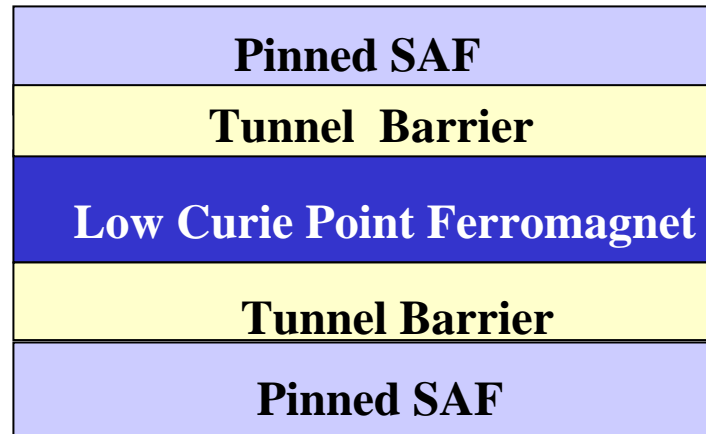 Pinned SAF
Tunnel Barrier
Low Curie Point Ferromagnet
Tunnel Barrier
Pinned SAF